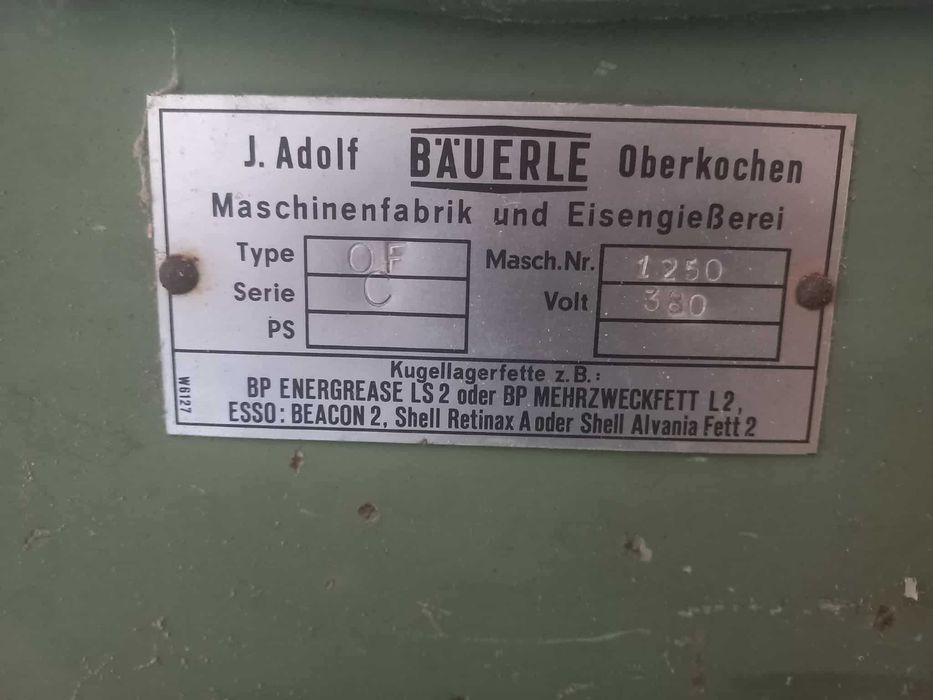 J. Adolf BÄUERLE Oberkochen
Maschinenfabrik und Eisengießerei
Type OF Masch.Nr. 1250
Serie C Volt 380
PS
Kugellagerfette z.B.:
BP ENERGREASE LS 2 oder BP MEHRZWECKFETT L2,
ESSO: BEACON 2, Shell Retinax A oder Shell Alvania Fett 2
W6127